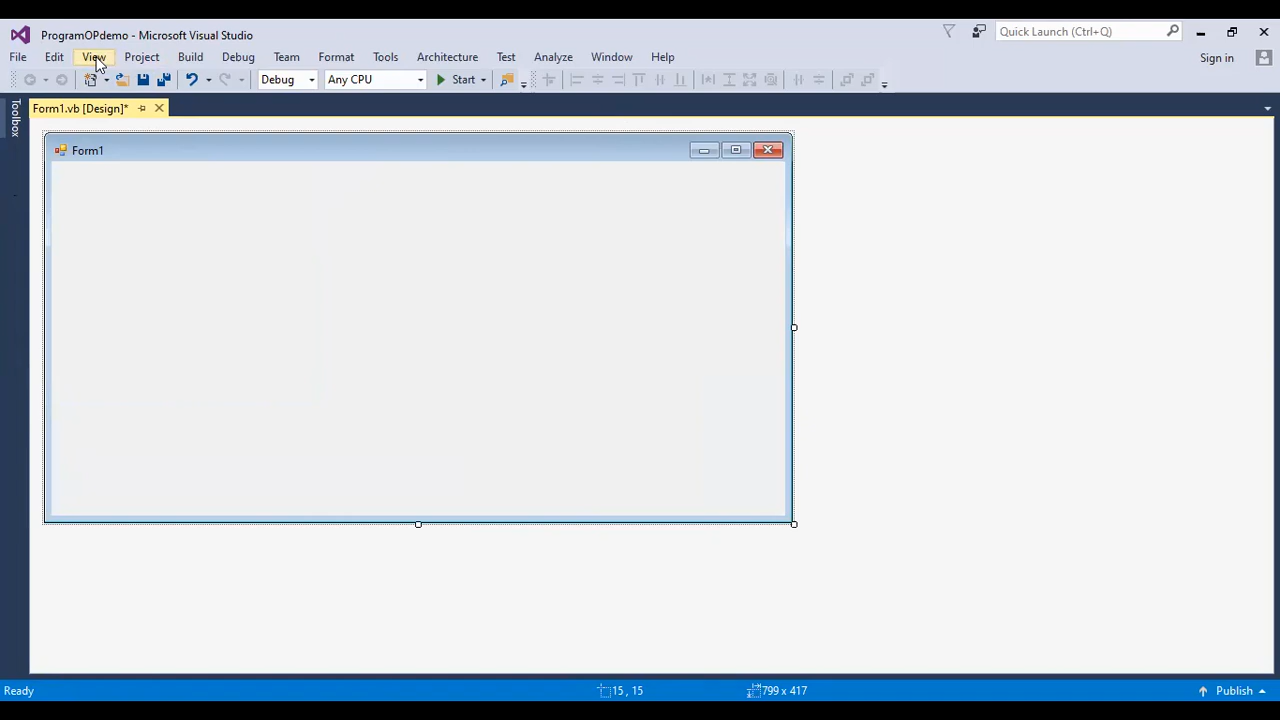 ProgramOPdemo - Microsoft Visual Studio
Quick Launch (Ctrl+Q)
File Edit View Project Build Debug Team Format Tools Architecture Test Analyze Window Help
Sign in
Debug Any CPU Start
Toolbox
Form1.vb [Design]*
Form1
Ready
15 , 15
799 x 417
Publish